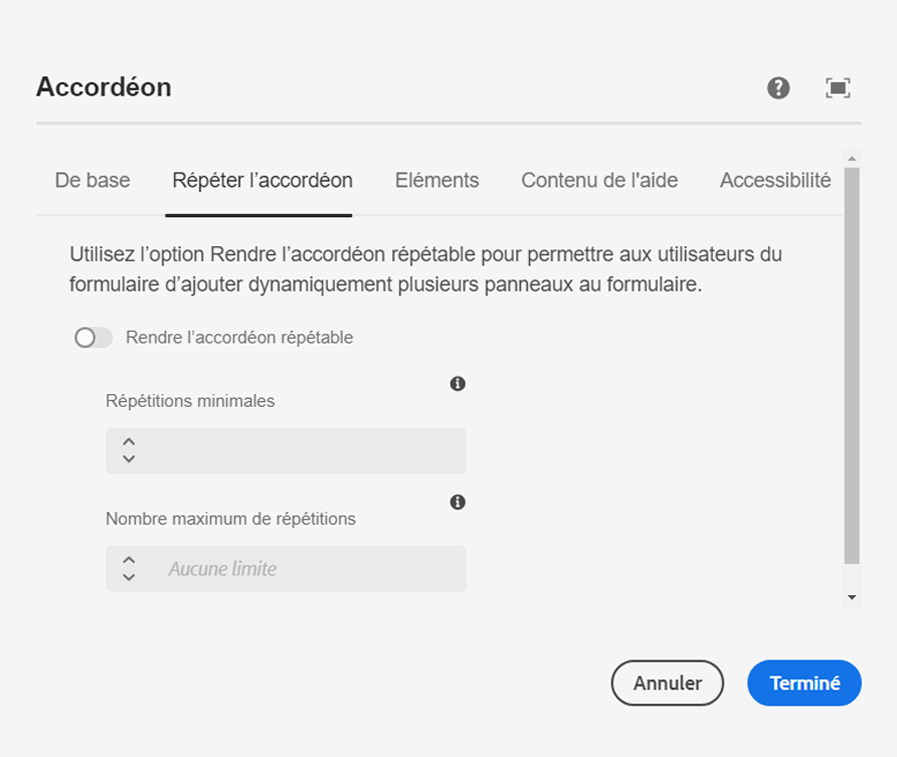 Accordéon
De base Répéter l’accordéon Eléments Contenu de l'aide Accessibilité
Utilisez l’option Rendre l’accordéon répétable pour permettre aux utilisateurs du
formulaire d’ajouter dynamiquement plusieurs panneaux au formulaire.
Rendre l’accordéon répétable
Répétitions minimales
Nombre maximum de répétitions
Aucune limite
Annuler Terminé